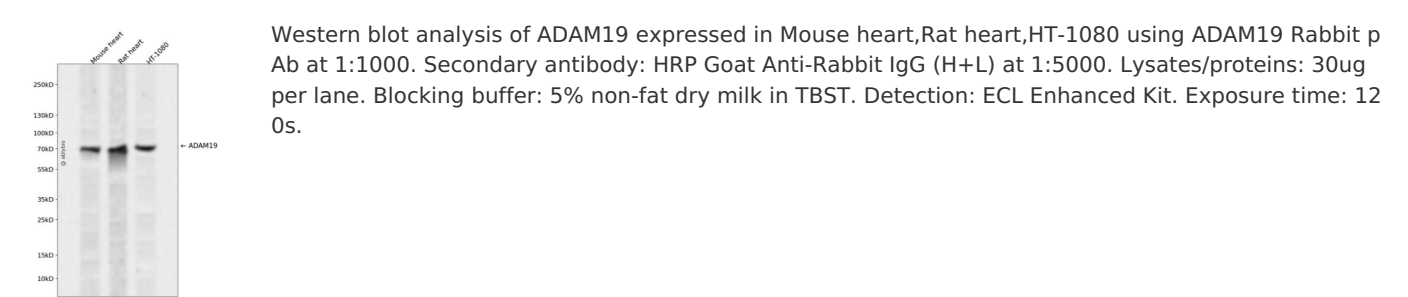 Mouse heart
Rat heart
HT-1080
250kD
130kD
100kD
70kD
55kD
35kD
25kD
15kD
10kD
← ADAM19
Western blot analysis of ADAM19 expressed in Mouse heart,Rat heart,HT-1080 using ADAM19 Rabbit p
Ab at 1:1000. Secondary antibody: HRP Goat Anti-Rabbit IgG (H+L) at 1:5000. Lysates/proteins: 30ug
per lane. Blocking buffer: 5% non-fat dry milk in TBST. Detection: ECL Enhanced Kit. Exposure time: 12
0s.